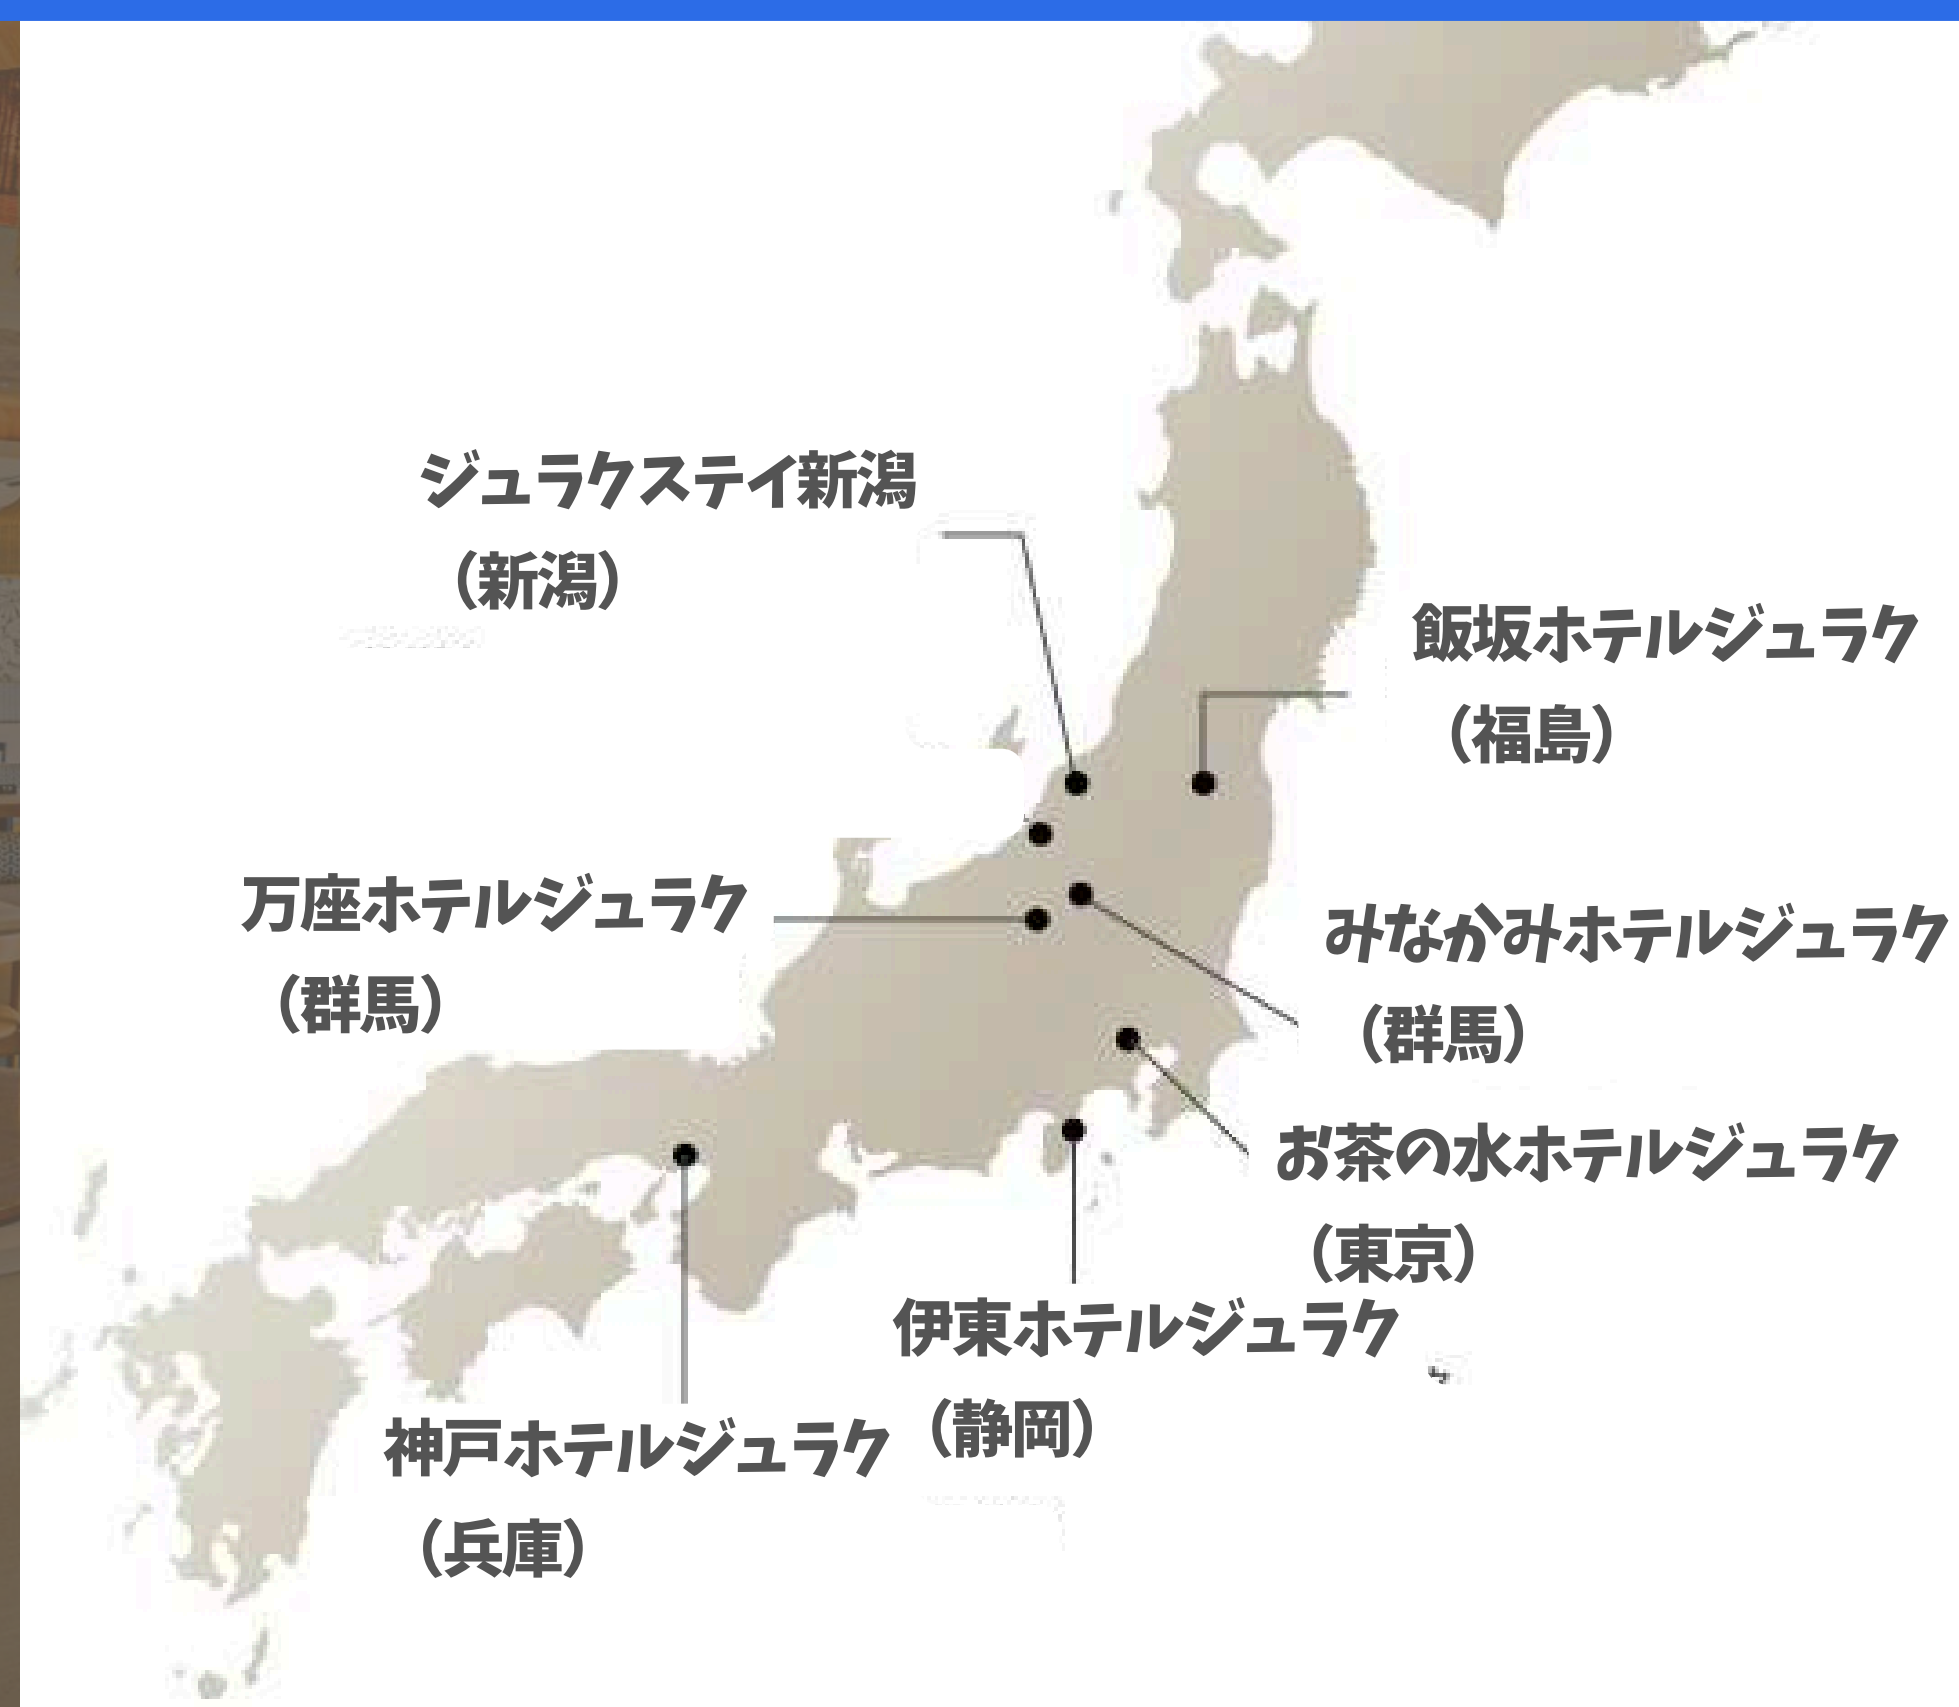 ジュラクステイ新潟
（新潟）
飯坂ホテルジュラク
（福島）
万座ホテルジュラク
（群馬）
みなかみホテルジュラク
（群馬）
お茶の水ホテルジュラク
（東京）
伊東ホテルジュラク
（静岡）
神戸ホテルジュラク
（兵庫）